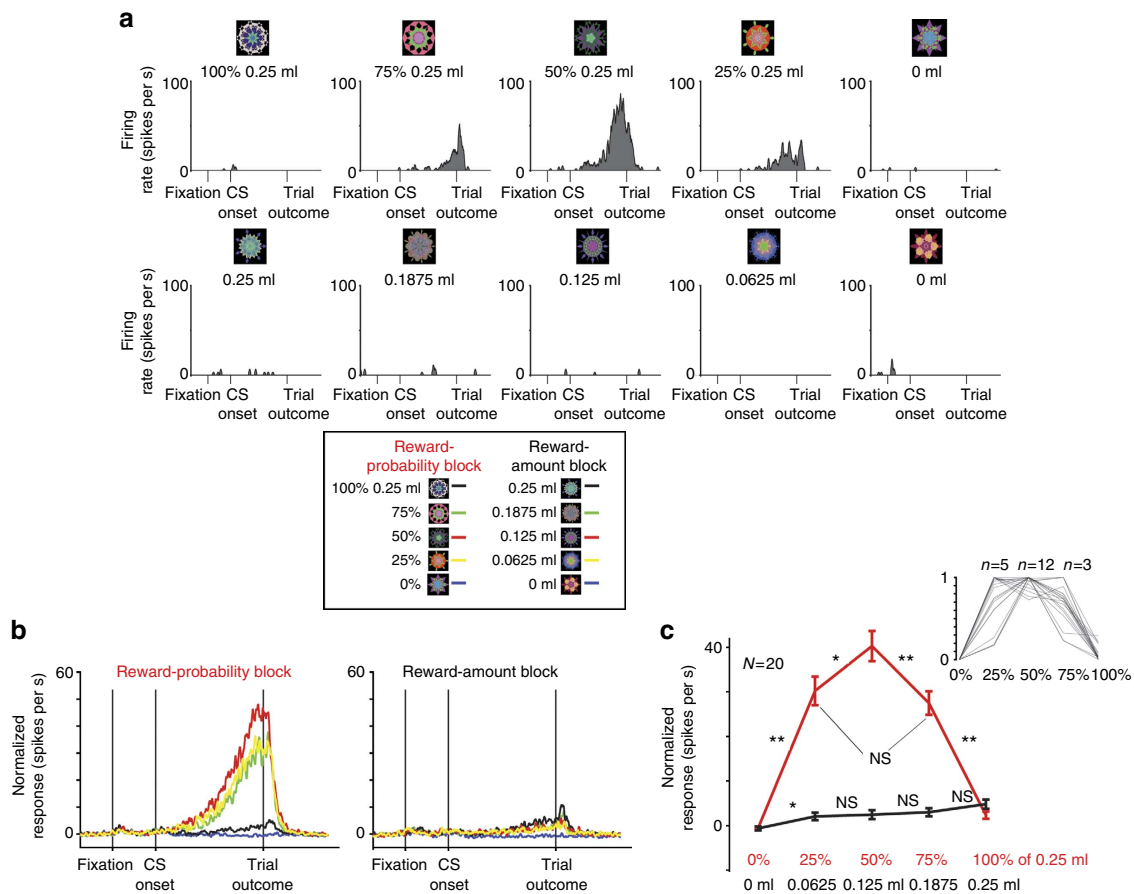 a
100% 0.25 ml
75% 0.25 ml
50% 0.25 ml
25% 0.25 ml
0 ml
Firing
rate (spikes per s)
100
0
100
0
100
0
100
0
100
0
Fixation CS
onset
Trial
outcome
Fixation CS
onset
Trial
outcome
Fixation CS
onset
Trial
outcome
Fixation CS
onset
Trial
outcome
Fixation CS
onset
Trial
outcome
0.25 ml
0.1875 ml
0.125 ml
0.0625 ml
0 ml
Firing
rate (spikes per s)
100
0
100
0
100
0
100
0
100
0
Fixation CS
onset
Trial
outcome
Fixation CS
onset
Trial
outcome
Fixation CS
onset
Trial
outcome
Fixation CS
onset
Trial
outcome
Fixation CS
onset
Trial
outcome
Reward-
probability block
100% 0.25 ml
75%
50%
25%
0%
Reward-
amount block
0.25 ml
0.1875 ml
0.125 ml
0.0625 ml
0 ml
b
Normalized
response (spikes per s)
60
0
Reward-probability block
Fixation
CS
onset
Trial
outcome
60
0
Reward-amount block
Fixation
CS
onset
Trial
outcome
c
Normalized
response (spikes per s)
40
0
N=20
**
*
**
**
NS
*
NS
NS
NS
0% 25% 50% 75% 100% of 0.25 ml
0 ml 0.0625 0.125 ml 0.1875 0.25 ml
n=5 n=12 n=3
1
0
0% 25% 50% 75% 100%